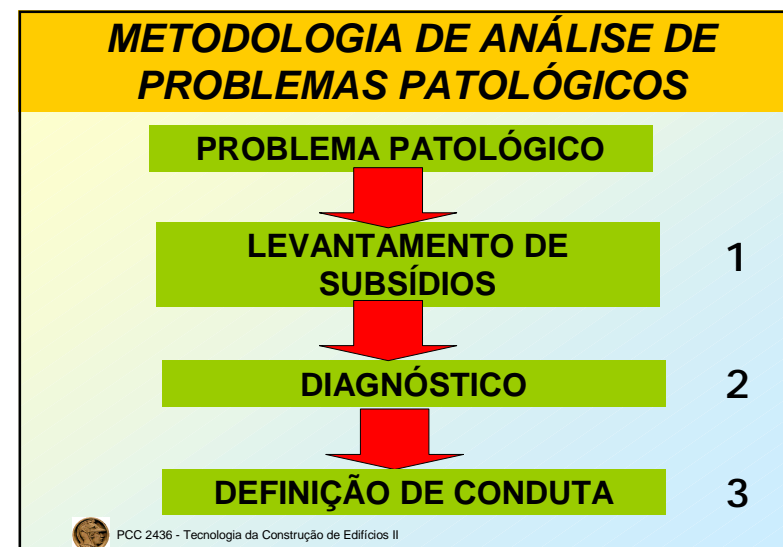 METODOLOGIA DE ANÁLISE DE
PROBLEMAS PATOLÓGICOS
PROBLEMA PATOLÓGICO
LEVANTAMENTO DE
SUBSÍDIOS
1
DIAGNÓSTICO
2
DEFINIÇÃO DE CONDUTA
3
PCC 2436 - Tecnologia da Construção de Edifícios II